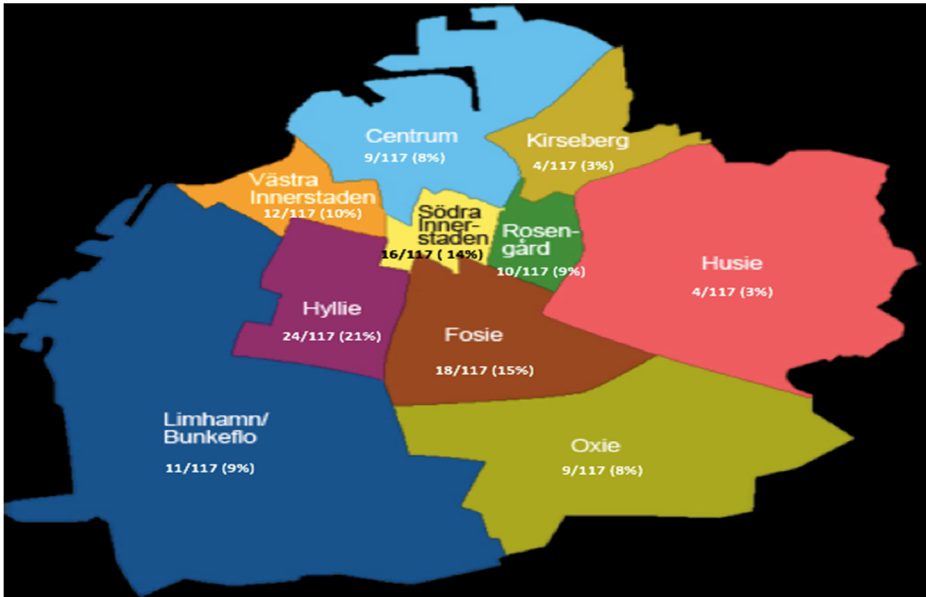 Centrum
9/117 (8%)
Kirseberg
4/117 (3%)
Västra
Innerstaden
12/117 (10%)
Södra
Inner-
staden
16/117 ( 14%)
Rosen-
gård
10/117 (9%)
Husie
4/117 (3%)
Hyllie
24/117 (21%)
Fosie
18/117 (15%)
Limhamn/
Bunkeflo
11/117 (9%)
Oxie
9/117 (8%)